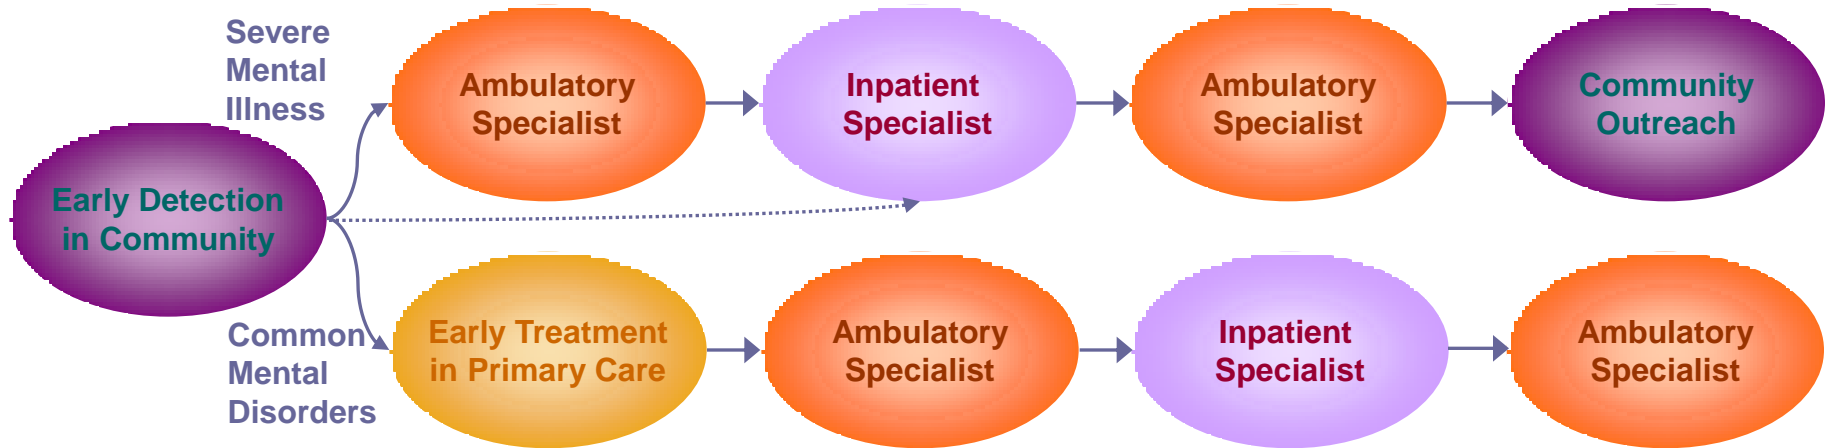 Severe
Mental
Illness
Ambulatory
Specialist
Inpatient
Specialist
Ambulatory
Specialist
Community
Outreach
Early Detection
in Community
Common
Mental
Disorders
Early Treatment
in Primary Care
Ambulatory
Specialist
Inpatient
Specialist
Ambulatory
Specialist